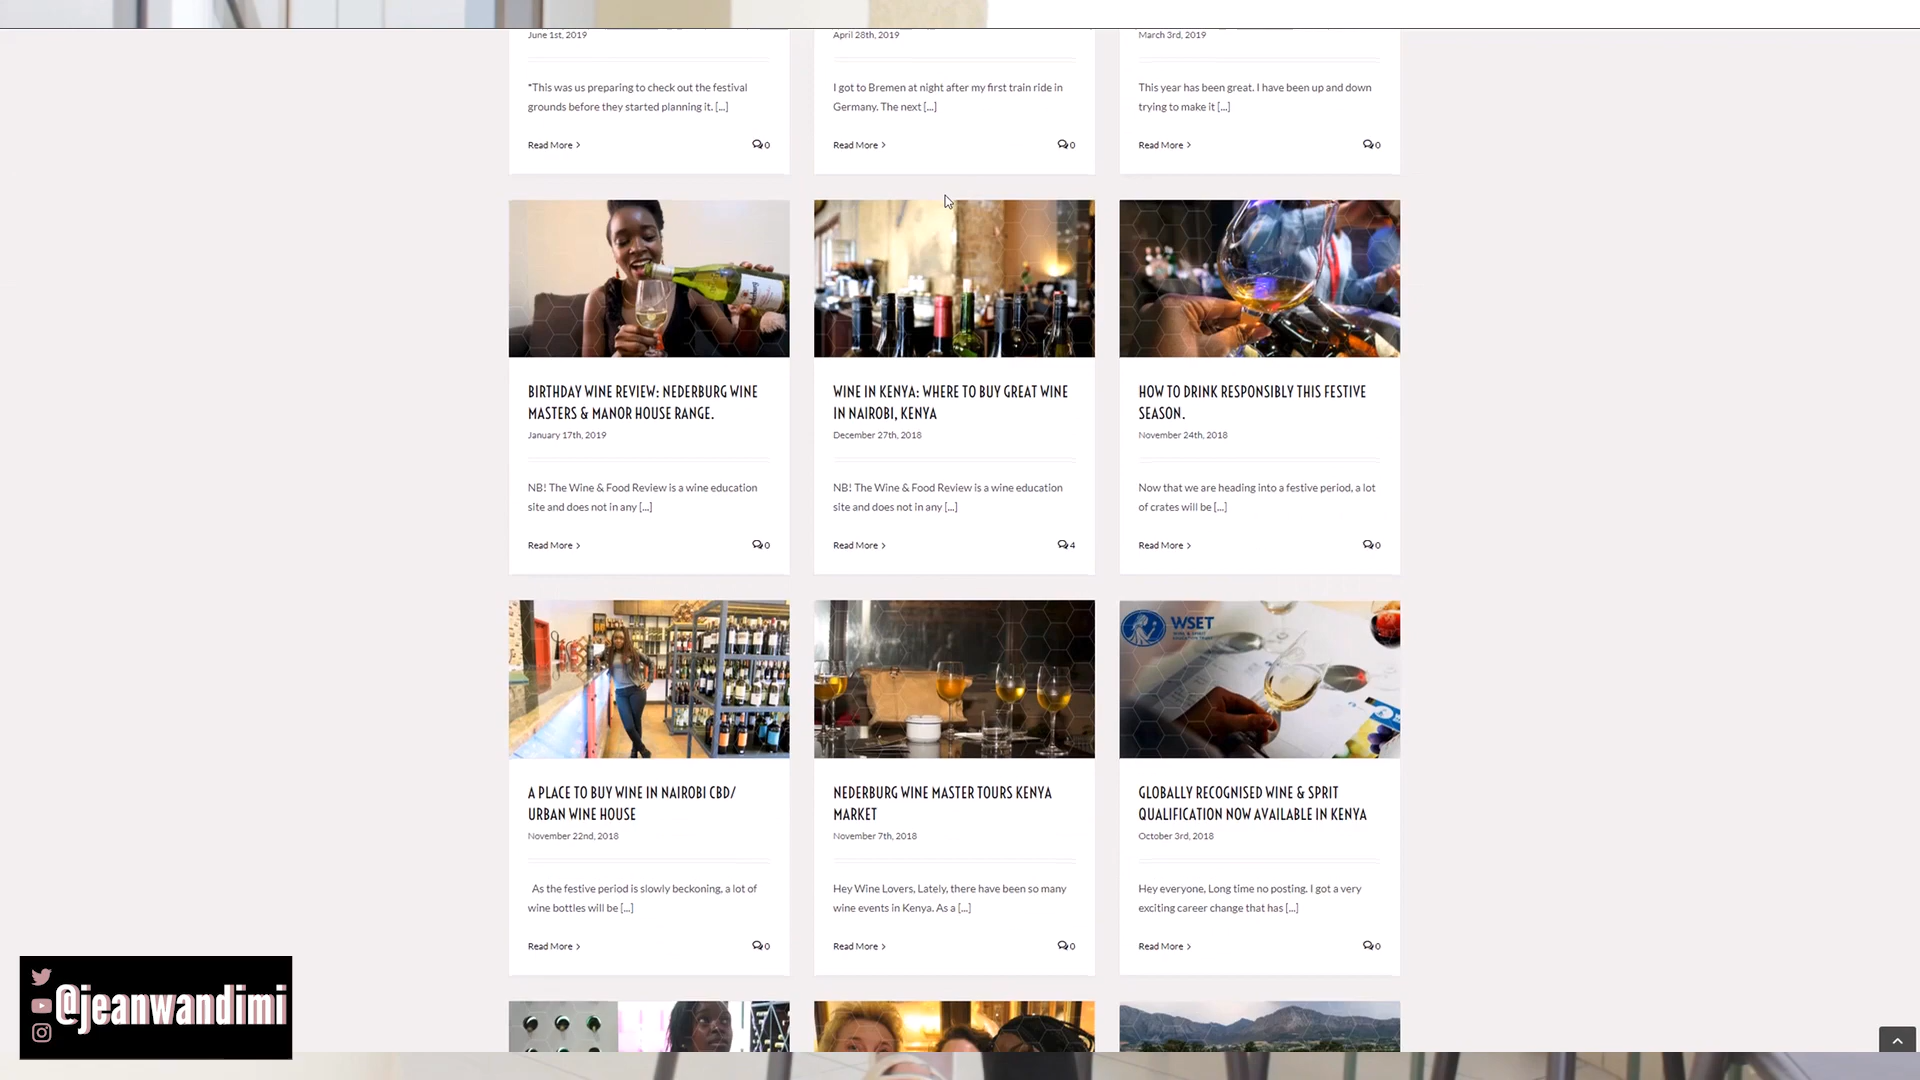 June 1st, 2019
April 28th, 2019
March 3rd, 2019
*This was us preparing to check out the festival
grounds before they started planning it. [...]
I got to Bremen at night after my first train ride in
Germany. The next [...]
This year has been great. I have been up and down
trying to make it [...]
Read More >
0
Read More >
0
Read More >
0
BIRTHDAY WINE REVIEW: NEDERBURG WINE
MASTERS & MANOR HOUSE RANGE.
January 17th, 2019
NB! The Wine & Food Review is a wine education
site and does not in any [...]
Read More >
0
WINE IN KENYA: WHERE TO BUY GREAT WINE
IN NAIROBI, KENYA
December 27th, 2018
NB! The Wine & Food Review is a wine education
site and does not in any [...]
Read More >
4
HOW TO DRINK RESPONSIBLY THIS FESTIVE
SEASON.
November 24th, 2018
Now that we are heading into a festive period, a lot
of crates will be [...]
Read More >
0
A PLACE TO BUY WINE IN NAIROBI CBD/
URBAN WINE HOUSE
November 22nd, 2018
As the festive period is slowly beckoning, a lot of
wine bottles will be [...]
Read More >
0
NEDERBURG WINE MASTER TOURS KENYA
MARKET
November 7th, 2018
Hey Wine Lovers, Lately, there have been so many
wine events in Kenya. As a [...]
Read More >
0
WSET
GLOBALLY RECOGNISED WINE & SPRIT
QUALIFICATION NOW AVAILABLE IN KENYA
October 3rd, 2018
Hey everyone, Long time no posting. I got a very
exciting career change that has [...]
Read More >
0
@jeanwandimi